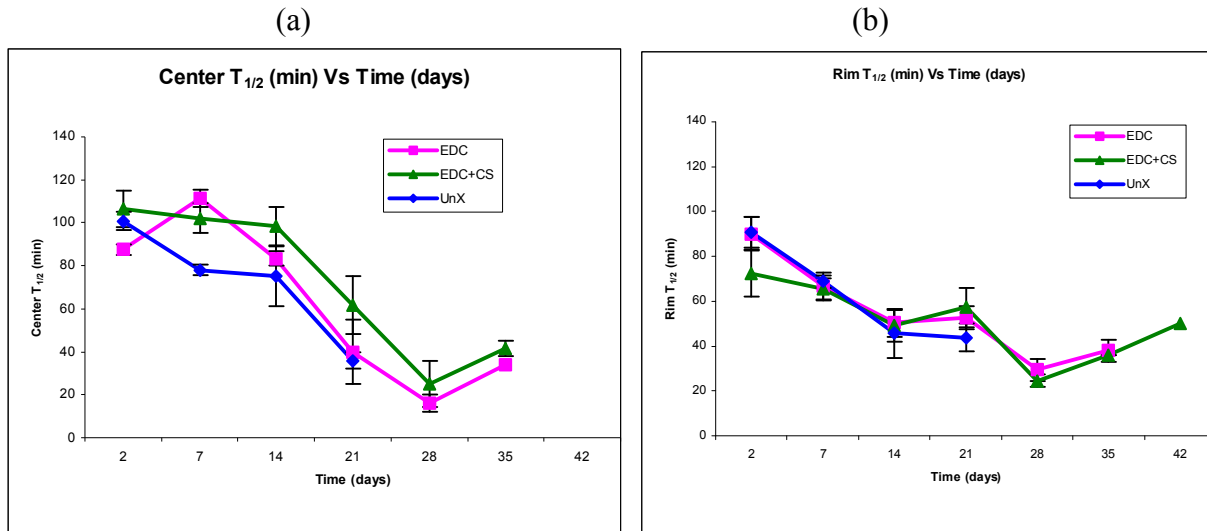 (a)
Center T1/2 (min) Vs Time (days)
140
120
100
80
60
40
20
0
Center T1/2 (min)
EDC
EDC+CS
UnX
2 7 14 21 28 35 42
Time (days)
(b)
Rim T1/2 (min) Vs Time (days)
140
120
100
80
60
40
20
0
Rim T1/2 (min)
EDC
EDC+CS
UnX
2 7 14 21 28 35 42
Time (days)